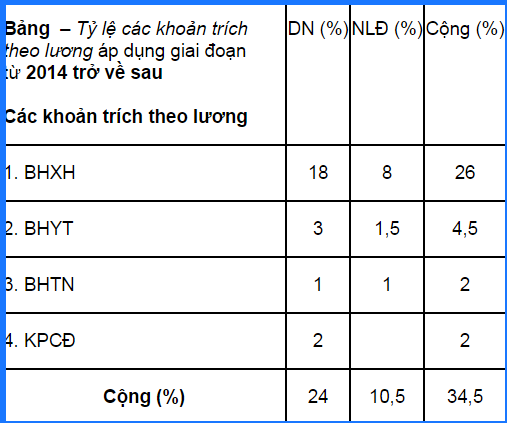 Bảng – Tỷ lệ các khoản trích DN (%) NLĐ (%) Cộng (%)
theo lương áp dụng giai đoạn
từ 2014 trở về sau
Các khoản trích theo lương
1. BHXH 18 8 26
2. BHYT 3 1,5 4,5
3. BHTN 1 1 2
4. KPCĐ 2 2
Cộng (%) 24 10,5 34,5